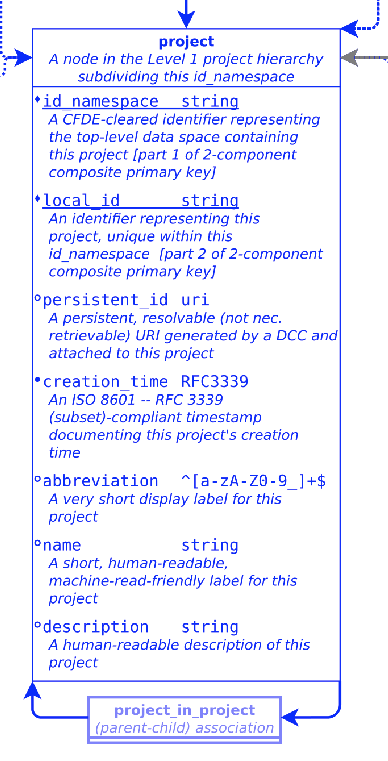 project
A node in the Level 1 project hierarchy
subdividing this id_namespace
♦id_namespace string
A CFDE-cleared identifier representing
the top-level data space containing
this project [part 1 of 2-component
composite primary key]
♦local_id string
An identifier representing this
project, unique within this
id_namespace [part 2 of 2-component
composite primary key]
persistent_id uri
A persistent, resolvable (not nec.
retrievable) URI generated by a DCC and
attached to this project
•creation_time RFC3339
An ISO 8601 -- RFC 3339
(subset)-compliant timestamp
documenting this project's creation
time
abbreviation ^[a-zA-Z0-9_]+$
A very short display label for this
project
name string
A short, human-readable,
machine-read-friendly label for this
project
description string
A human-readable description of this
project
project_in_project
(parent-child) association